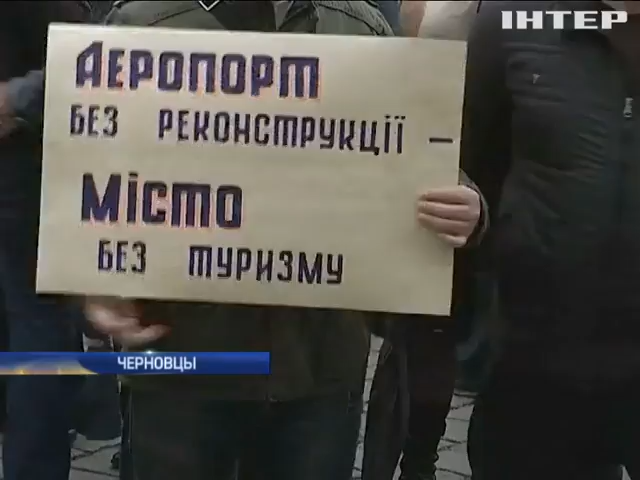 ІНТЕР
Аеропорт
без реконструкції –
Місто
без туризму
ЧЕРНОВЦЫ